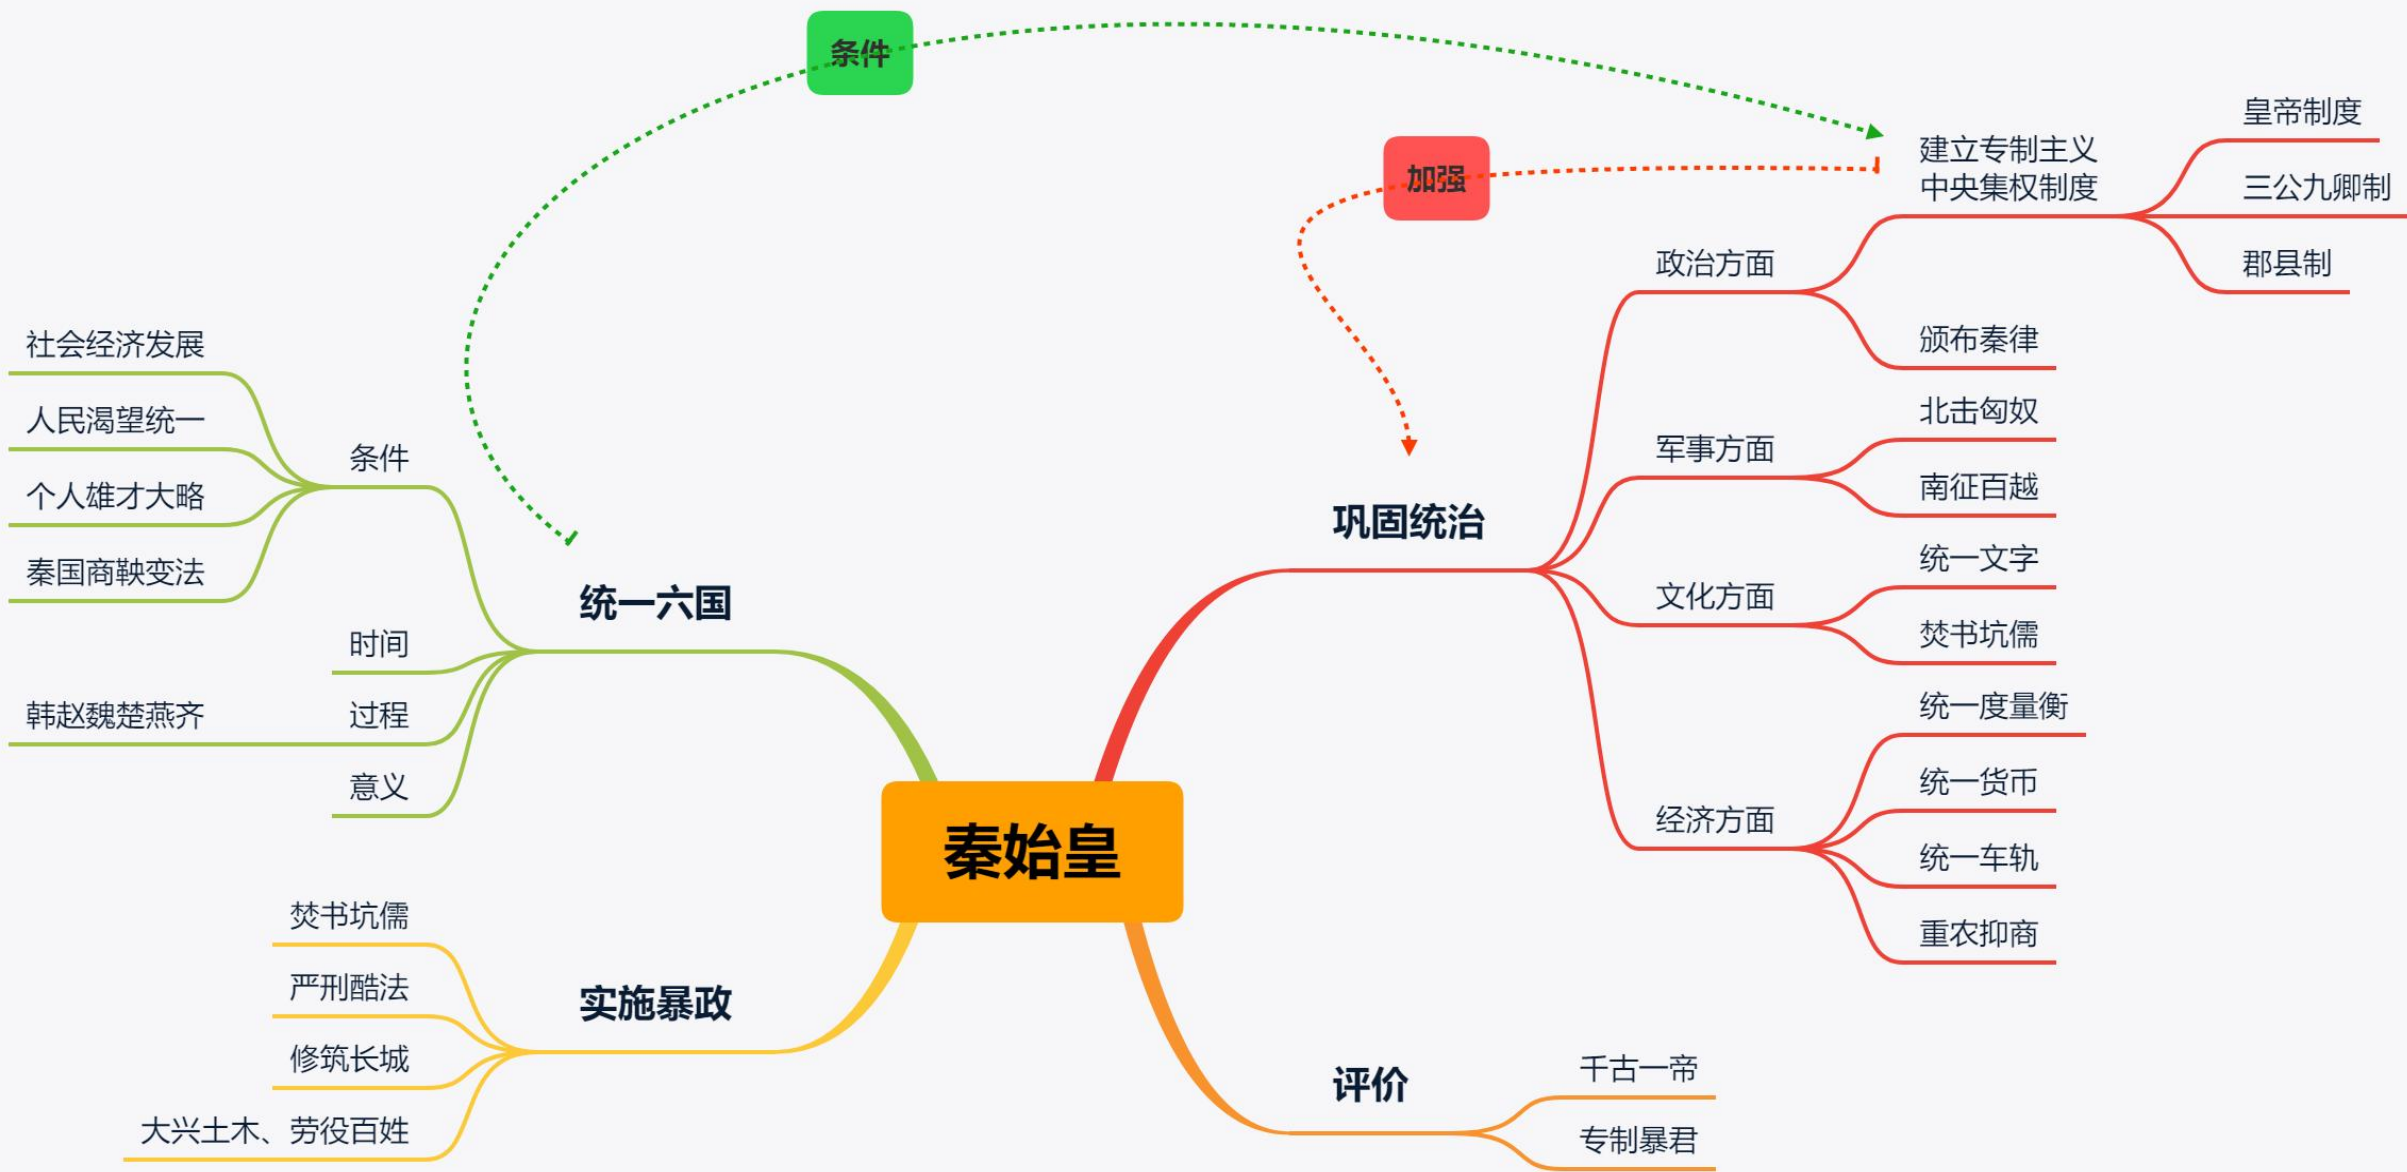 条件
加强
秦始皇
统一六国
条件
社会经济发展
人民渴望统一
个人雄才大略
秦国商鞅变法
时间
过程
韩赵魏楚燕齐
意义
实施暴政
焚书坑儒
严刑酷法
修筑长城
大兴土木、劳役百姓
巩固统治
政治方面
建立专制主义
中央集权制度
皇帝制度
三公九卿制
郡县制
颁布秦律
军事方面
北击匈奴
南征百越
文化方面
统一文字
焚书坑儒
经济方面
统一度量衡
统一货币
统一车轨
重农抑商
评价
千古一帝
专制暴君